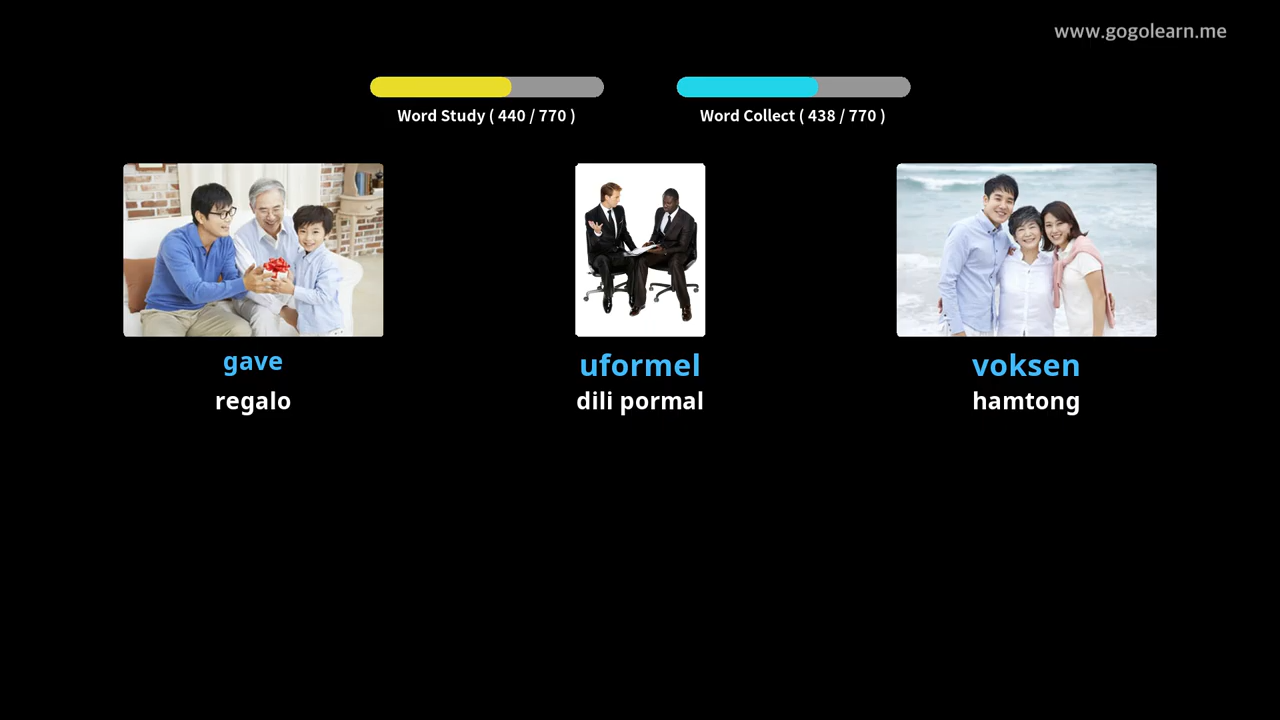 www.gogolearn.me
Word Study ( 440 / 770 )
Word Collect ( 438 / 770 )
gave
regalo
uformel
dili pormal
voksen
hamtong